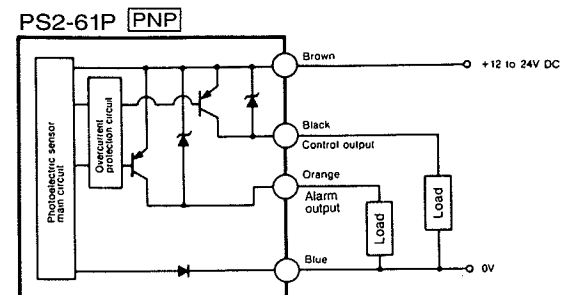 PS2-61P PNP
Brown
+12 to 24V DC
Photoelectric sensor
main circuit
Overcurrent
protection circuit
Black
Control output
Orange
Alarm
output
Load
Load
Blue
0V